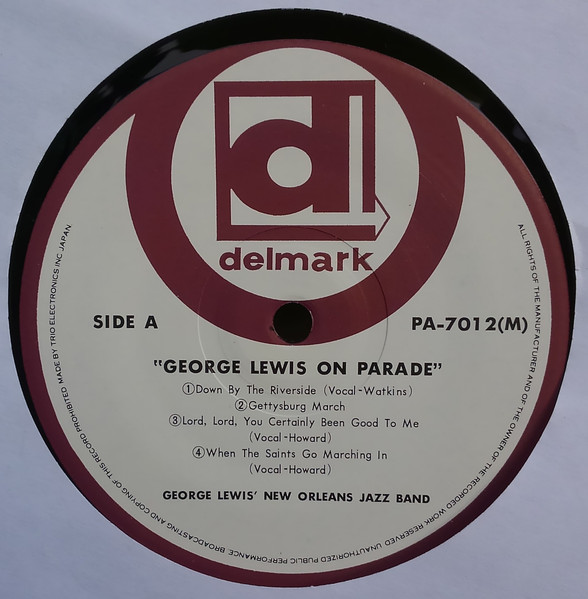 delmark
SIDE A
PA-7012(M)
"GEORGE LEWIS ON PARADE"
①Down By The Riverside (Vocal-Watkins)
②Gettysburg March
③Lord, Lord, You Certainly Been Good To Me
(Vocal-Howard)
④When The Saints Go Marching In
(Vocal-Howard)
GEORGE LEWIS' NEW ORLEANS JAZZ BAND
ALL RIGHTS OF THE MANUFACTURER AND OF THE OWNER OF THE RECORDED WORK RESERVED. UNAUTHORIZED PUBLIC PERFORMANCE, BROADCASTING AND COPYING OF THIS RECORD PROHIBITED MADE BY TRIO ELECTRONICS INC JAPAN